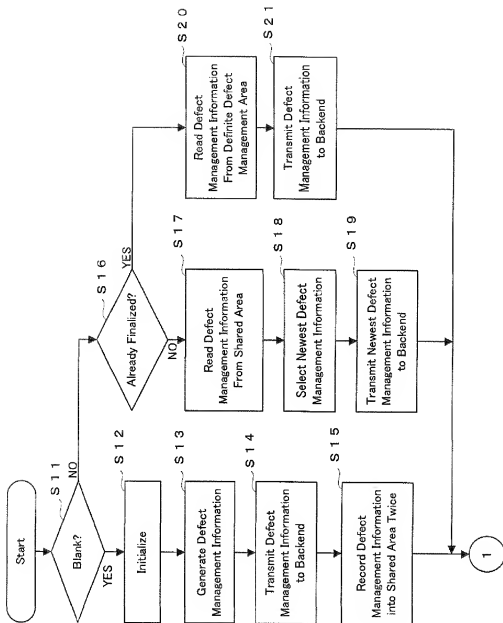 Start
S11
Blank?
NO
YES
S12
Initialize
S13
Generate Defect
Management Information
S14
Transmit Defect
Management Information
to Backend
S15
Record Defect
Management Information
into Shared Area Twice
S16
Already Finalized?
YES
NO
S17
Read Defect
Management Information
From Shared Area
S18
Select Newest Defect
Management Information
S19
Transmit Newest Defect
Management Information
to Backend
S20
Read Defect
Management Information
From Definite Defect
Management Area
S21
Transmit Defect
Management Information
to Backend
1